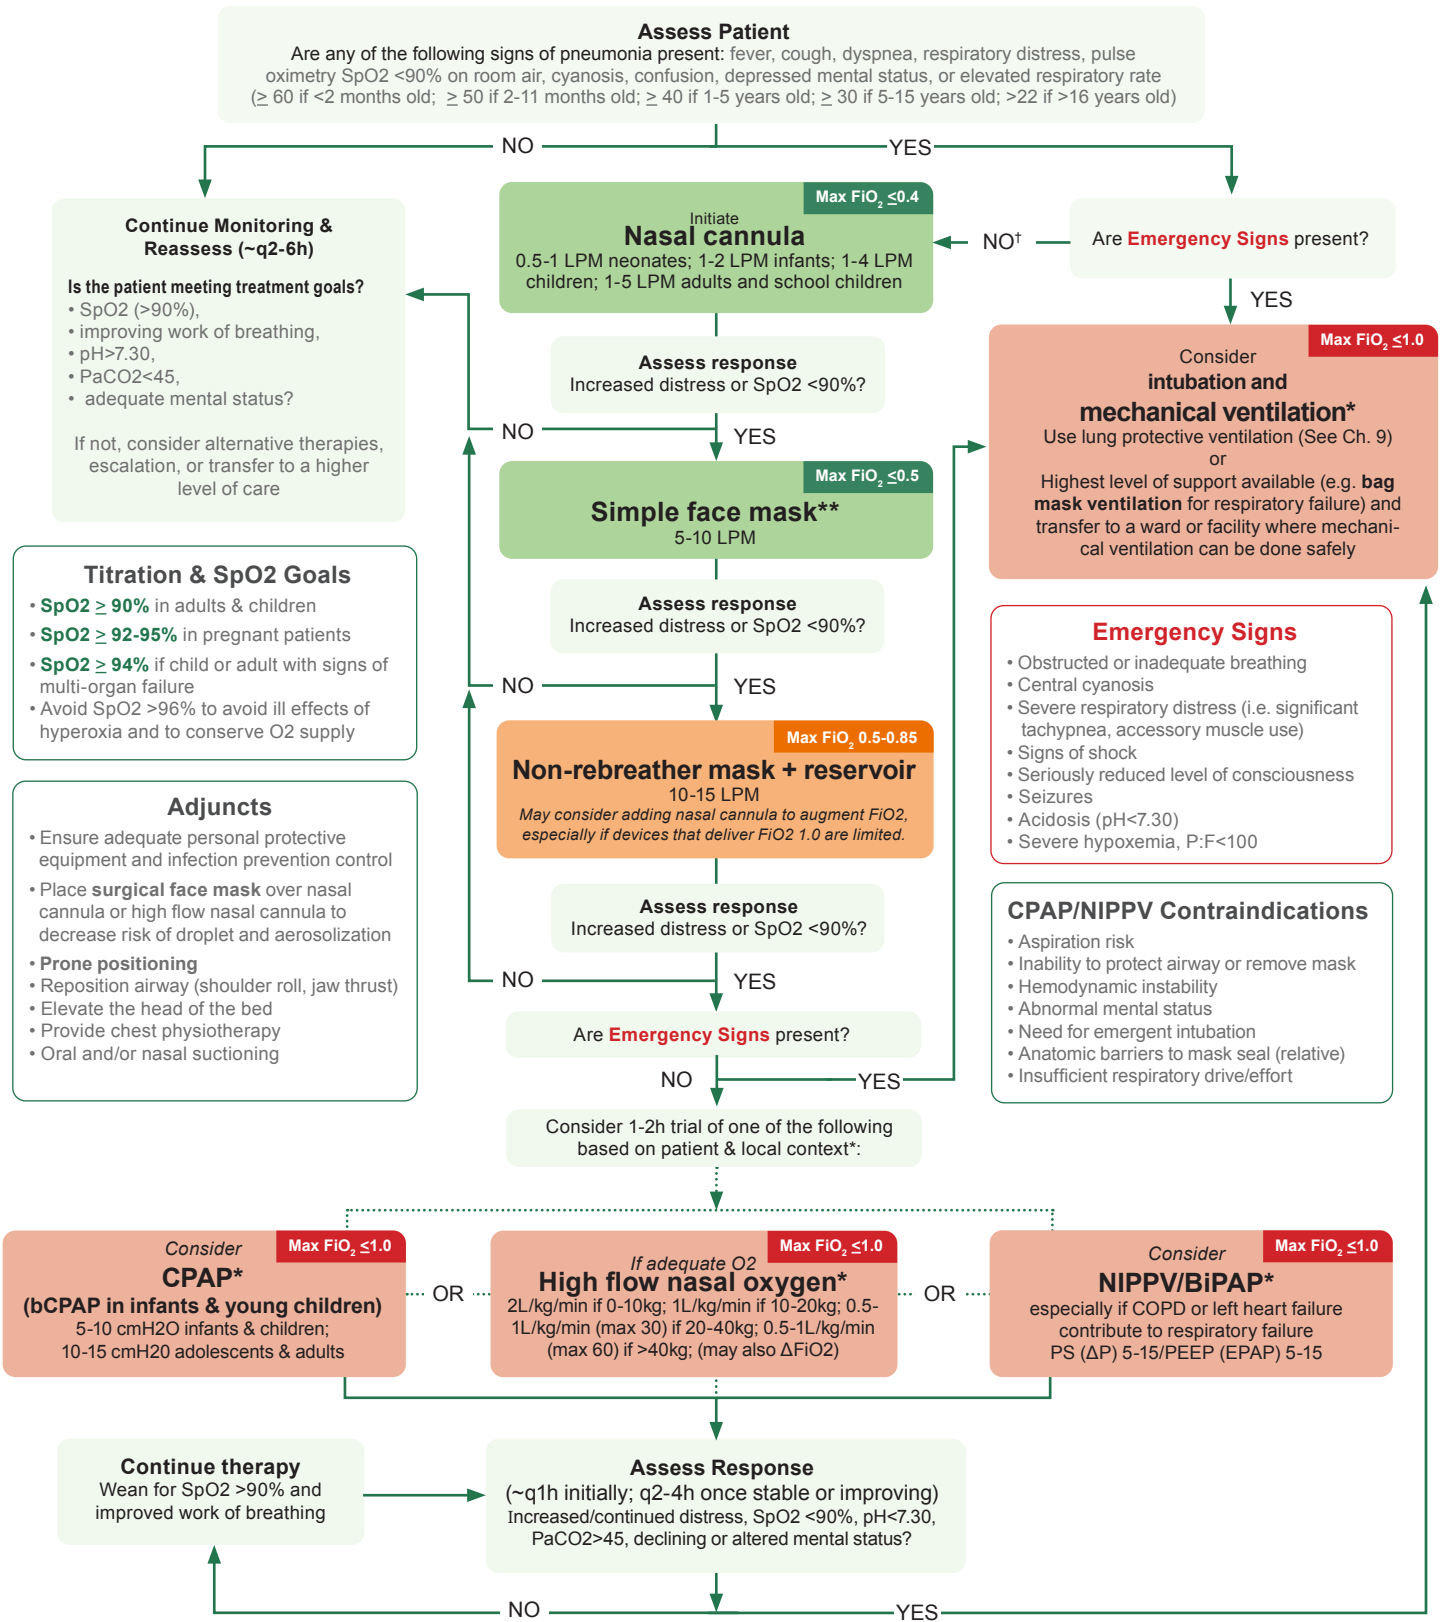 Assess Patient
Are any of the following signs of pneumonia present: fever, cough, dyspnea, respiratory distress, pulse
oximetry SpO2 <90% on room air, cyanosis, confusion, depressed mental status, or elevated respiratory rate
(≥ 60 if <2 months old; ≥ 50 if 2-11 months old; ≥ 40 if 1-5 years old; ≥ 30 if 5-15 years old; >22 if >16 years old)
NO
YES
Continue Monitoring &
Reassess (~q2-6h)
Is the patient meeting treatment goals?
• SpO2 (>90%),
• improving work of breathing,
• pH>7.30,
• PaCO2<45,
• adequate mental status?
If not, consider alternative therapies,
escalation, or transfer to a higher
level of care
Max FiO2 ≤0.4
Initiate
Nasal cannula
0.5-1 LPM neonates; 1-2 LPM infants; 1-4 LPM
children; 1-5 LPM adults and school children
NO†
Are Emergency Signs present?
YES
Assess response
Increased distress or SpO2 <90%?
NO
YES
Max FiO2 ≤1.0
Consider
intubation and
mechanical ventilation*
Use lung protective ventilation (See Ch. 9)
or
Highest level of support available (e.g. bag
mask ventilation for respiratory failure) and
transfer to a ward or facility where mechani-
cal ventilation can be done safely
Max FiO2 ≤0.5
Simple face mask**
5-10 LPM
Assess response
Increased distress or SpO2 <90%?
NO
YES
Titration & SpO2 Goals
• SpO2 ≥ 90% in adults & children
• SpO2 ≥ 92-95% in pregnant patients
• SpO2 ≥ 94% if child or adult with signs of
multi-organ failure
• Avoid SpO2 >96% to avoid ill effects of
hyperoxia and to conserve O2 supply
Emergency Signs
• Obstructed or inadequate breathing
• Central cyanosis
• Severe respiratory distress (i.e. significant
tachypnea, accessory muscle use)
• Signs of shock
• Seriously reduced level of consciousness
• Seizures
• Acidosis (pH<7.30)
• Severe hypoxemia, P:F<100
Max FiO2 0.5-0.85
Non-rebreather mask + reservoir
10-15 LPM
May consider adding nasal cannula to augment FiO2,
especially if devices that deliver FiO2 1.0 are limited.
Adjuncts
• Ensure adequate personal protective
equipment and infection prevention control
• Place surgical face mask over nasal
cannula or high flow nasal cannula to
decrease risk of droplet and aerosolization
• Prone positioning
• Reposition airway (shoulder roll, jaw thrust)
• Elevate the head of the bed
• Provide chest physiotherapy
• Oral and/or nasal suctioning
Assess response
Increased distress or SpO2 <90%?
NO
YES
CPAP/NIPPV Contraindications
• Aspiration risk
• Inability to protect airway or remove mask
• Hemodynamic instability
• Abnormal mental status
• Need for emergent intubation
• Anatomic barriers to mask seal (relative)
• Insufficient respiratory drive/effort
Are Emergency Signs present?
NO
YES
Consider 1-2h trial of one of the following
based on patient & local context*:
Max FiO2 ≤1.0
Consider
CPAP*
(bCPAP in infants & young children)
5-10 cmH2O infants & children;
10-15 cmH20 adolescents & adults
OR
Max FiO2 ≤1.0
If adequate O2
High flow nasal oxygen*
2L/kg/min if 0-10kg; 1L/kg/min if 10-20kg; 0.5-
1L/kg/min (max 30) if 20-40kg; 0.5-1L/kg/min
(max 60) if >40kg; (may also ΔFiO2)
OR
Max FiO2 ≤1.0
Consider
NIPPV/BiPAP*
especially if COPD or left heart failure
contribute to respiratory failure
PS (ΔP) 5-15/PEEP (EPAP) 5-15
Continue therapy
Wean for SpO2 >90% and
improved work of breathing
Assess Response
(~q1h initially; q2-4h once stable or improving)
Increased/continued distress, SpO2 <90%, pH<7.30,
PaCO2>45, declining or altered mental status?
NO
YES